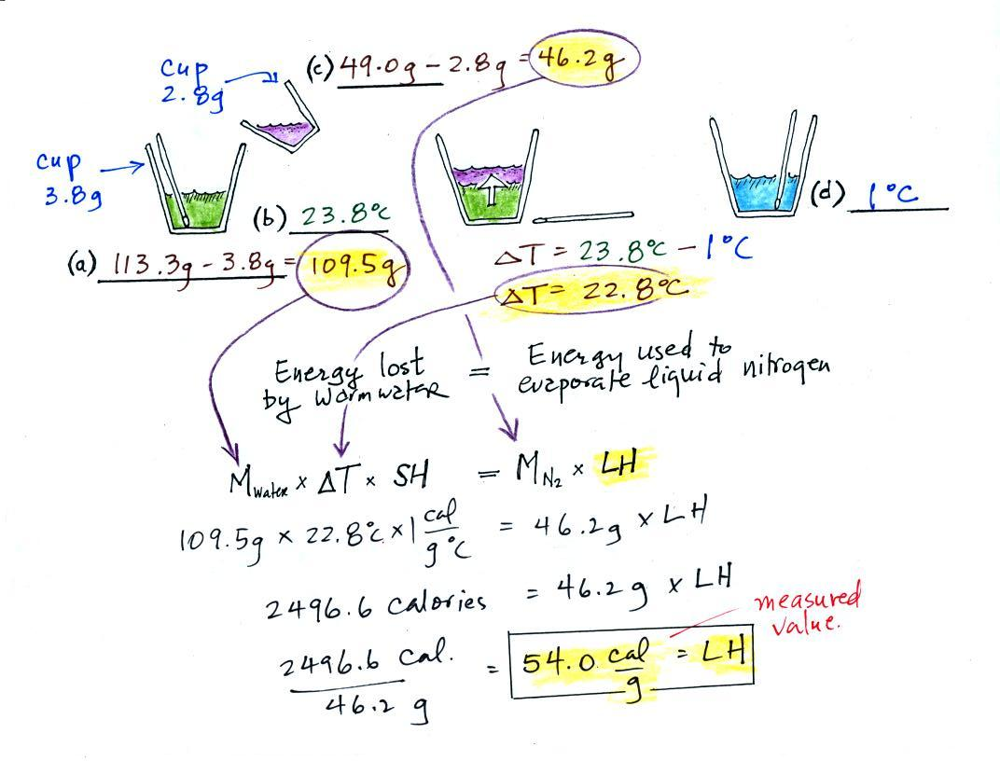 cup
2.8g
(c) 49.0g - 2.8g = 46.2g
cup
3.8g
(b) 23.8°C
(d) 1°C
(a) 113.3g - 3.8g = 109.5g
ΔT = 23.8°C - 1°C
ΔT = 22.8°C
Energy lost by warm water = Energy used to evaporate liquid nitrogen
M water × ΔT × SH = M N2 × LH
109.5g × 22.8°C × 1 cal/g°C = 46.2g × LH
2496.6 calories = 46.2 g × LH
measured value.
2496.6 cal. / 46.2 g = 54.0 cal/g = LH